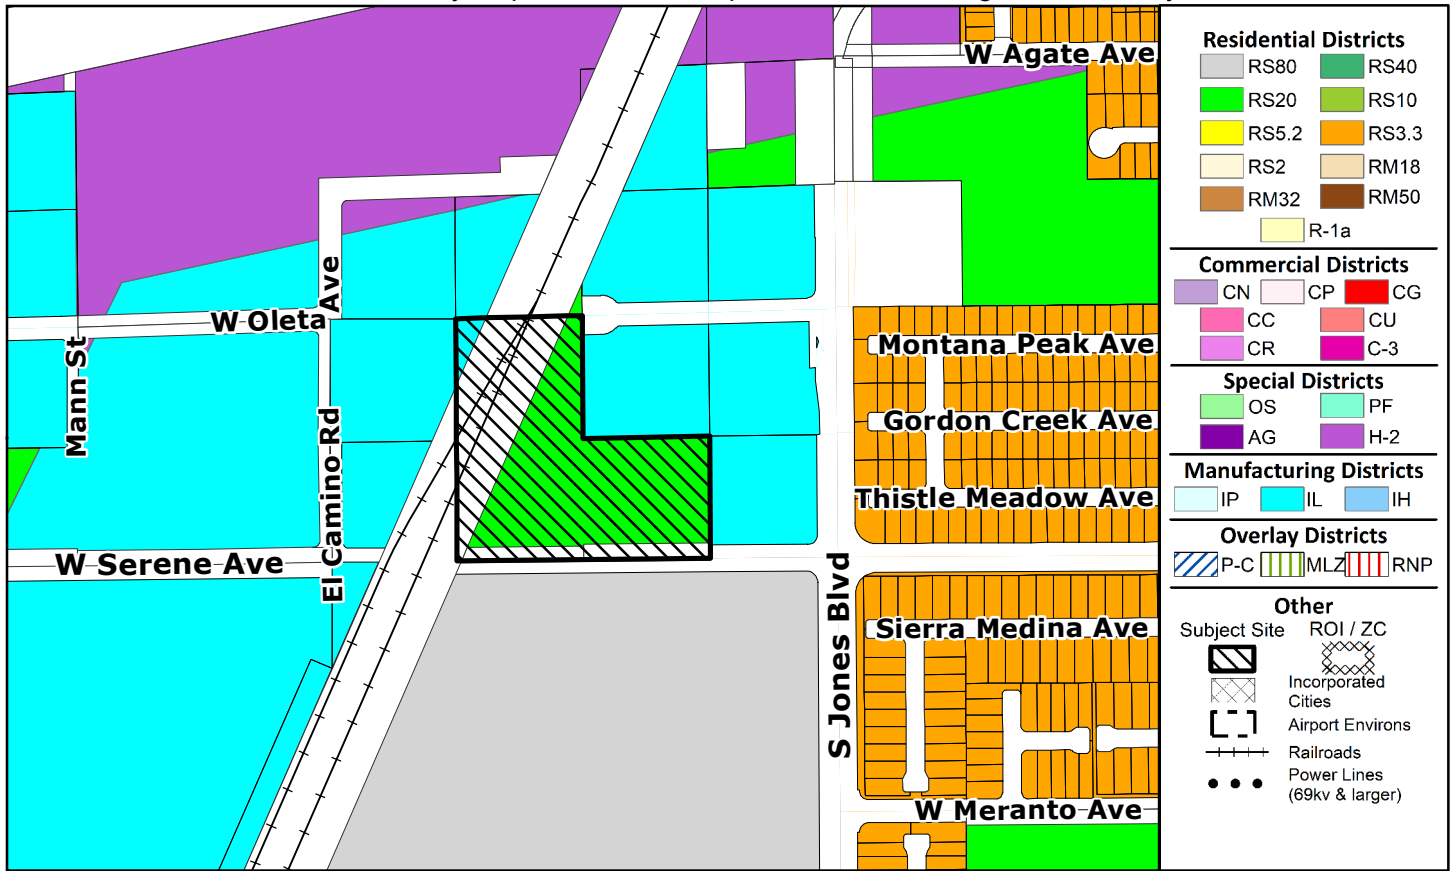 W Agate Ave
W Oleta Ave
Mann St
El Camino Rd
W Serene Ave
Montana Peak Ave
Gordon Creek Ave
Thistle Meadow Ave
S Jones Blvd
Sierra Medina Ave
W Meranto Ave
Residential Districts
RS80 RS40
RS20 RS10
RS5.2 RS3.3
RS2 RM18
RM32 RM50
R-1a
Commercial Districts
CN CP CG
CC CU
CR C-3
Special Districts
OS PF
AG H-2
Manufacturing Districts
IP IL IH
Overlay Districts
P-C MLZ RNP
Other
Subject Site ROI / ZC
Incorporated
Cities
Airport Environs
Railroads
Power Lines
(69kv & larger)